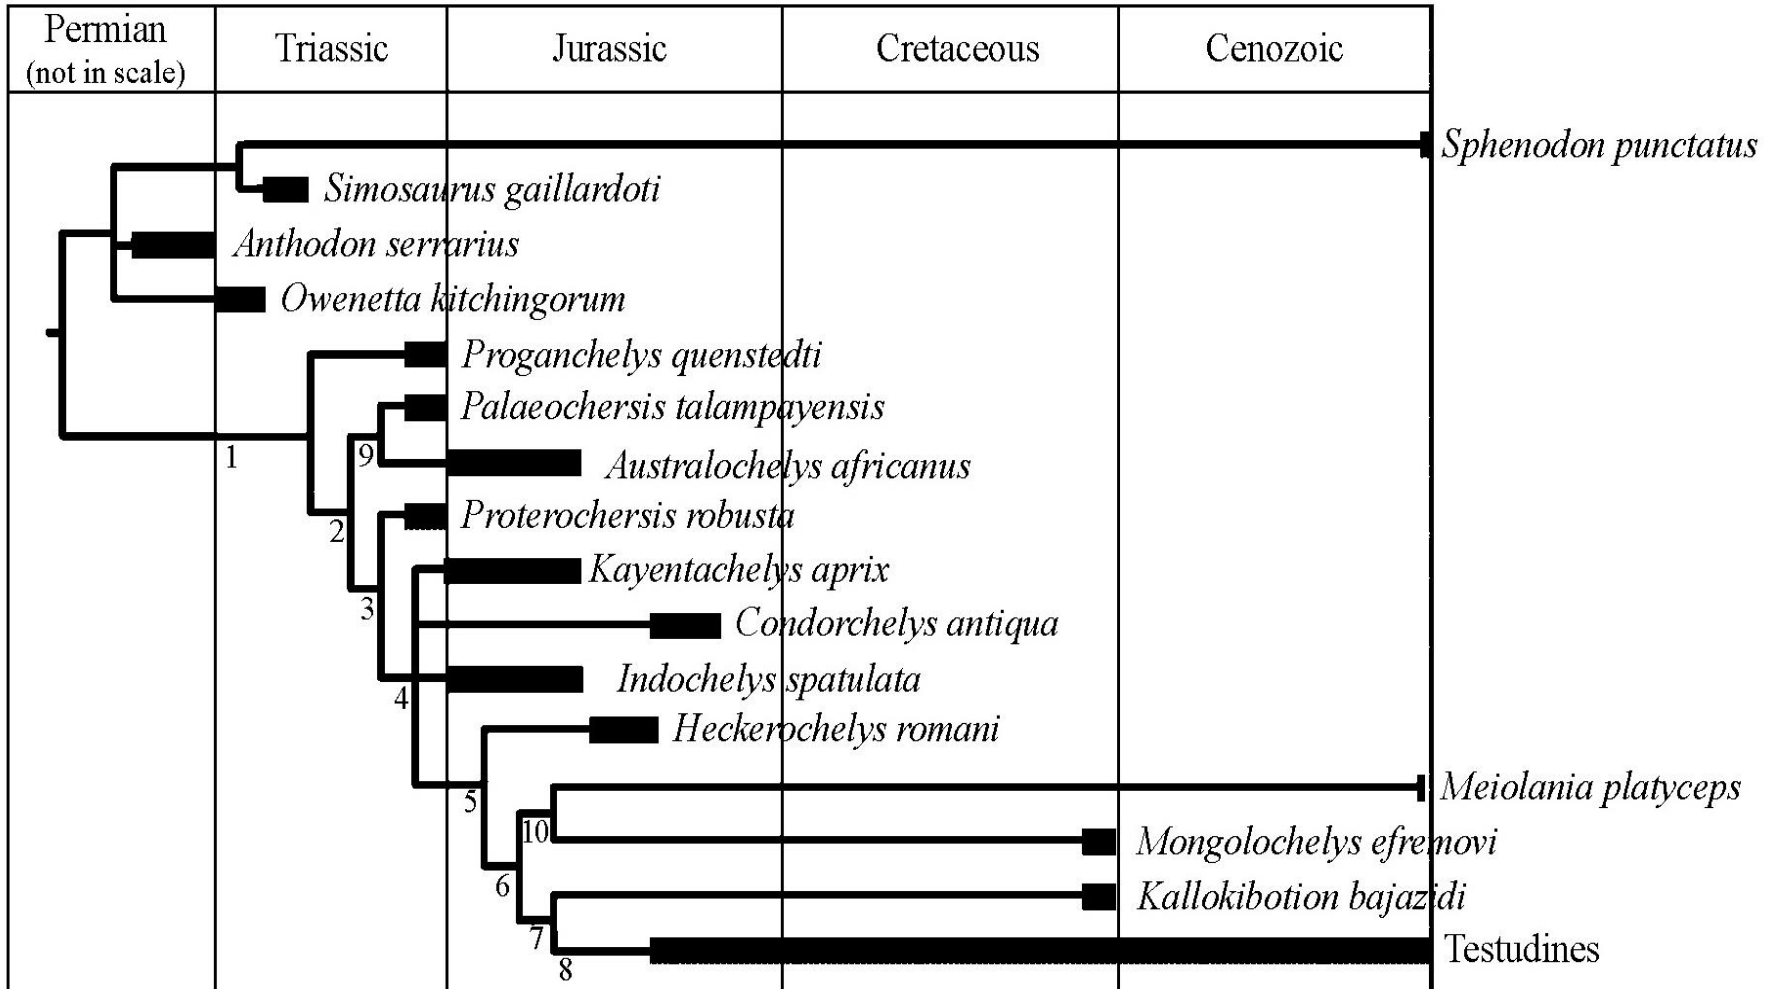 Permian
(not in scale)
Triassic
Jurassic
Cretaceous
Cenozoic
Sphenodon punctatus
Simosaurus gaillardoti
Anthodon serrarius
Owenetta kitchingorum
Proganchelys quenstedti
Palaeochersis talampayensis
1
9
Australochelys africanus
Proterochersis robusta
2
Kayentachelys aprix
3
Condorchelys antiqua
Indochelys spatulata
4
Heckerochelys romani
Meiolania platyceps
5
10
Mongolochelys efremovi
6
Kallokibotion bajazidi
7
Testudines
8